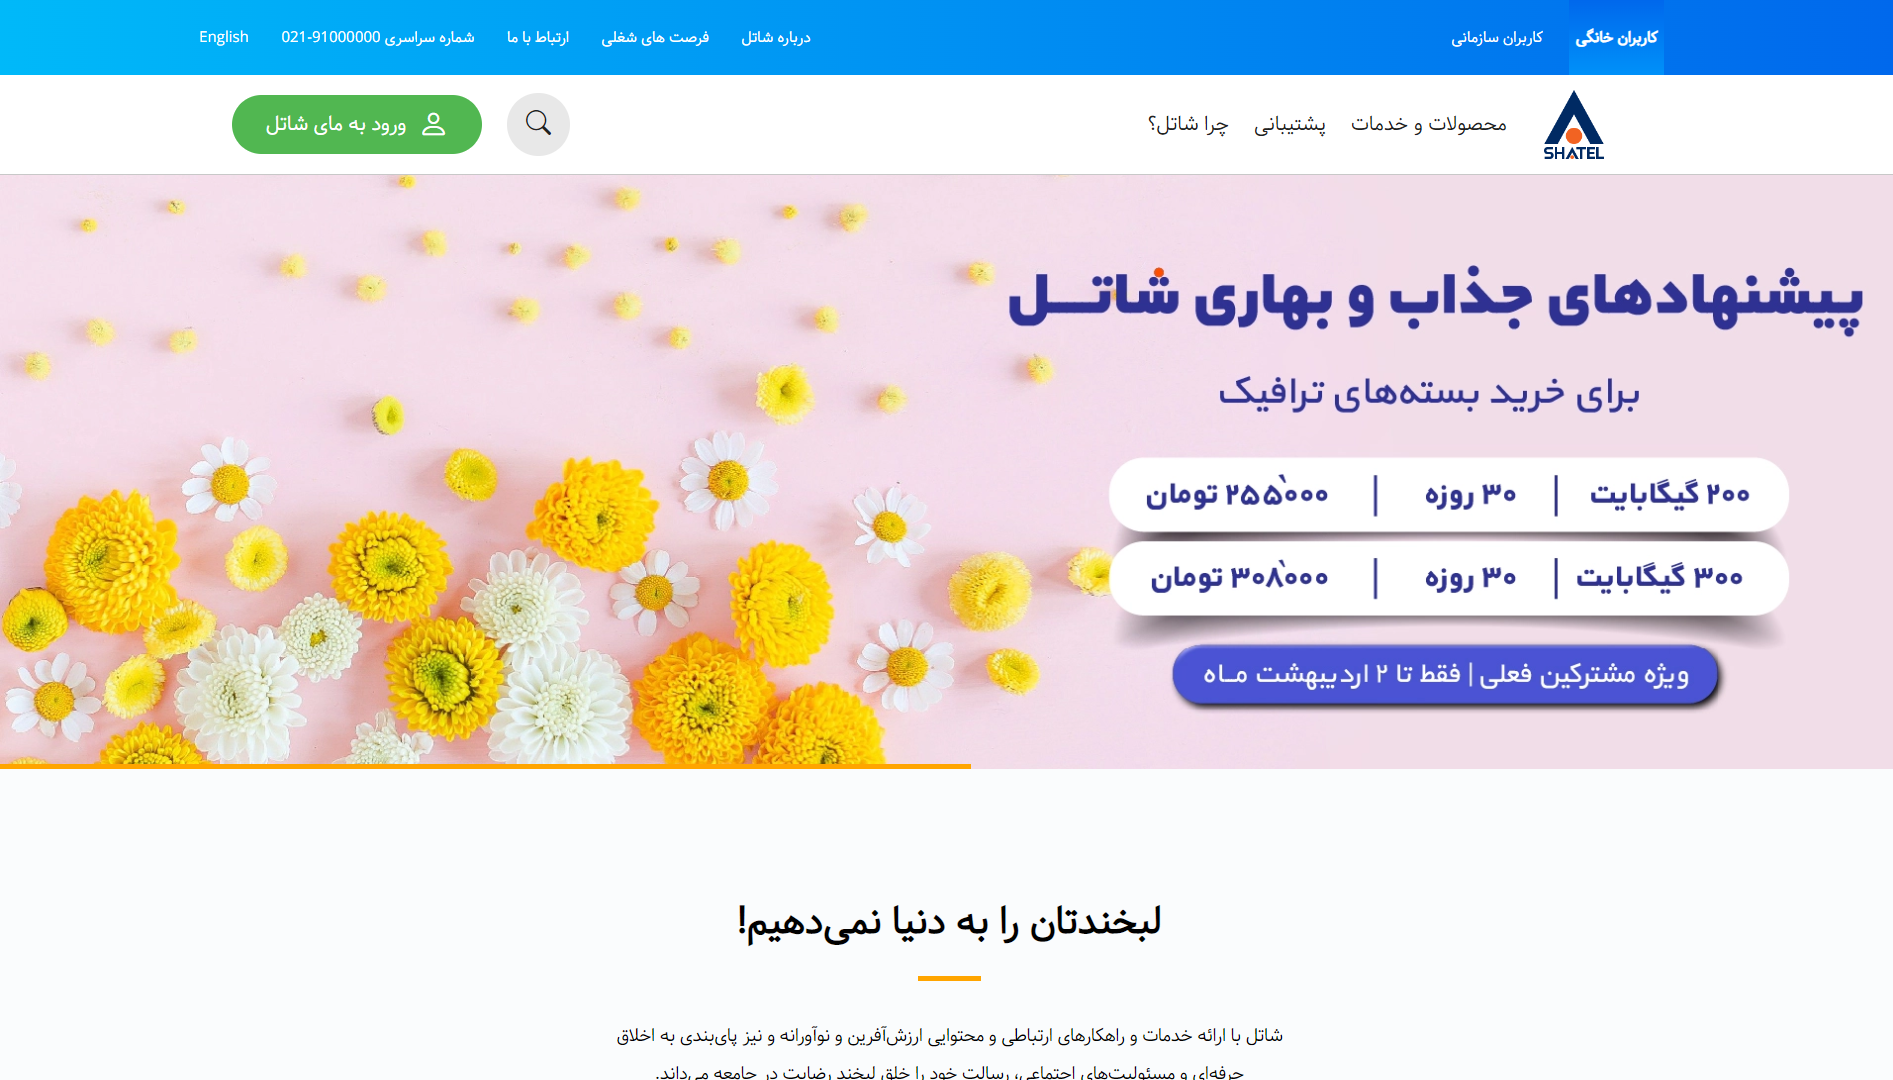 کاربران خانگی
کاربران سازمانی
درباره شاتل
فرصت های شغلی
ارتباط با ما
شماره سراسری 91000000-021
English
SHATEL
محصولات و خدمات
پشتیبانی
چرا شاتل؟
ورود به مای شاتل
پیشنهادهای جذاب و بهاری شاتــل
برای خرید بسته‌های ترافیک
۲۰۰ گیگابایت | ۳۰ روزه | ۲۵۵٬۰۰۰ تومان
۳۰۰ گیگابایت | ۳۰ روزه | ۳۰۸٬۰۰۰ تومان
ویژه مشترکین فعلی | فقط تا ۲ اردیبهشت مـاه
لبخندتان را به دنیا نمی‌دهیم!
شاتل با ارائه خدمات و راهکارهای ارتباطی و محتوایی ارزش‌آفرین و نوآورانه و نیز پای‌بندی به اخلاق
حرفه‌ای و مسئولیت‌های اجتماعی، رسالت خود را خلق لبخند رضایت در جامعه می‌داند.